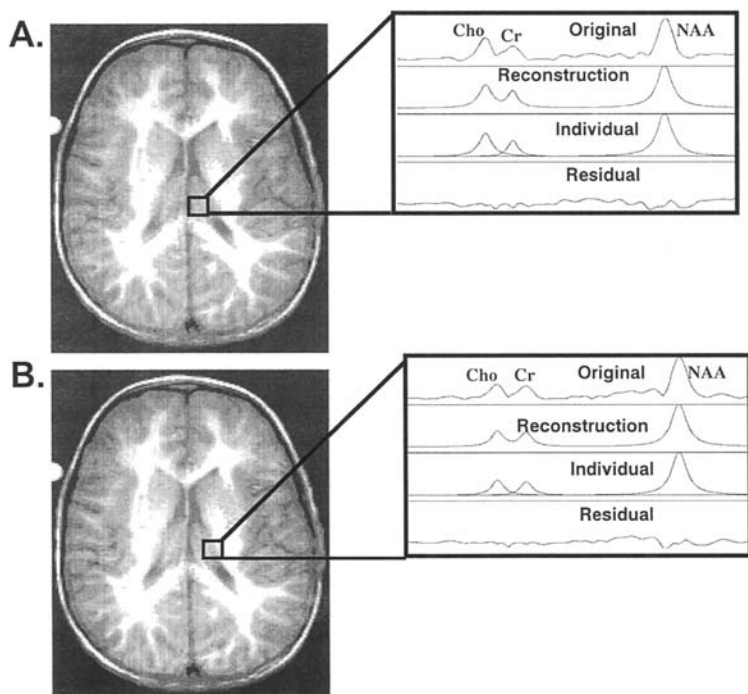 A.
Cho Cr Original NAA
Reconstruction
Individual
Residual
B.
Cho Cr Original NAA
Reconstruction
Individual
Residual